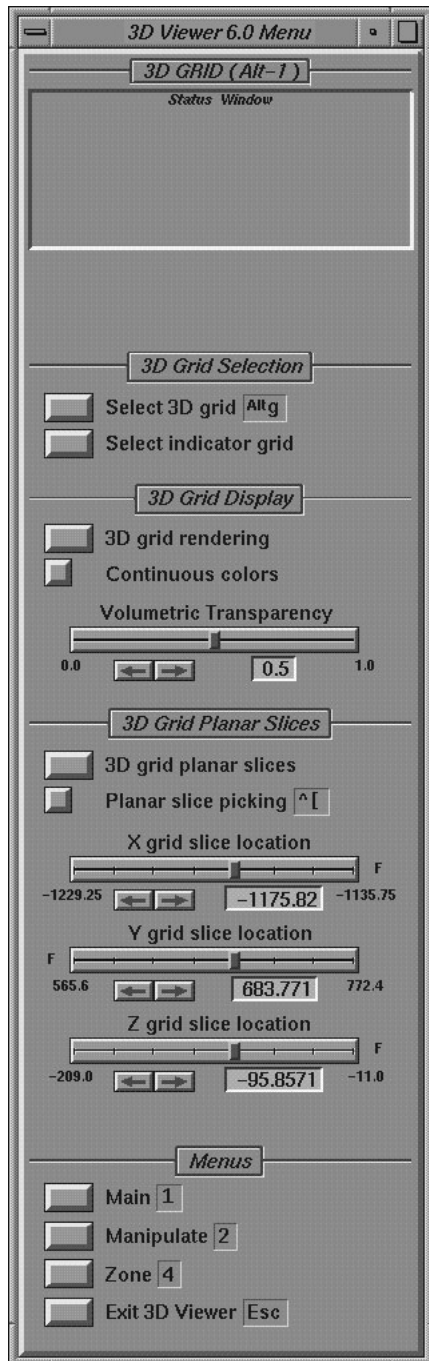 3D Viewer 6.0 Menu
3D GRID ( Alt-1 )
Status Window
3D Grid Selection
Select 3D grid Alt g
Select indicator grid
3D Grid Display
3D grid rendering
Continuous colors
Volumetric Transparency
0.0 0.5 1.0
3D Grid Planar Slices
3D grid planar slices
Planar slice picking ^[
X grid slice location
F
-1229.25 -1175.82 -1135.75
Y grid slice location
F
565.6 683.771 772.4
Z grid slice location
F
-209.0 -95.8571 -11.0
Menus
Main 1
Manipulate 2
Zone 4
Exit 3D Viewer Esc